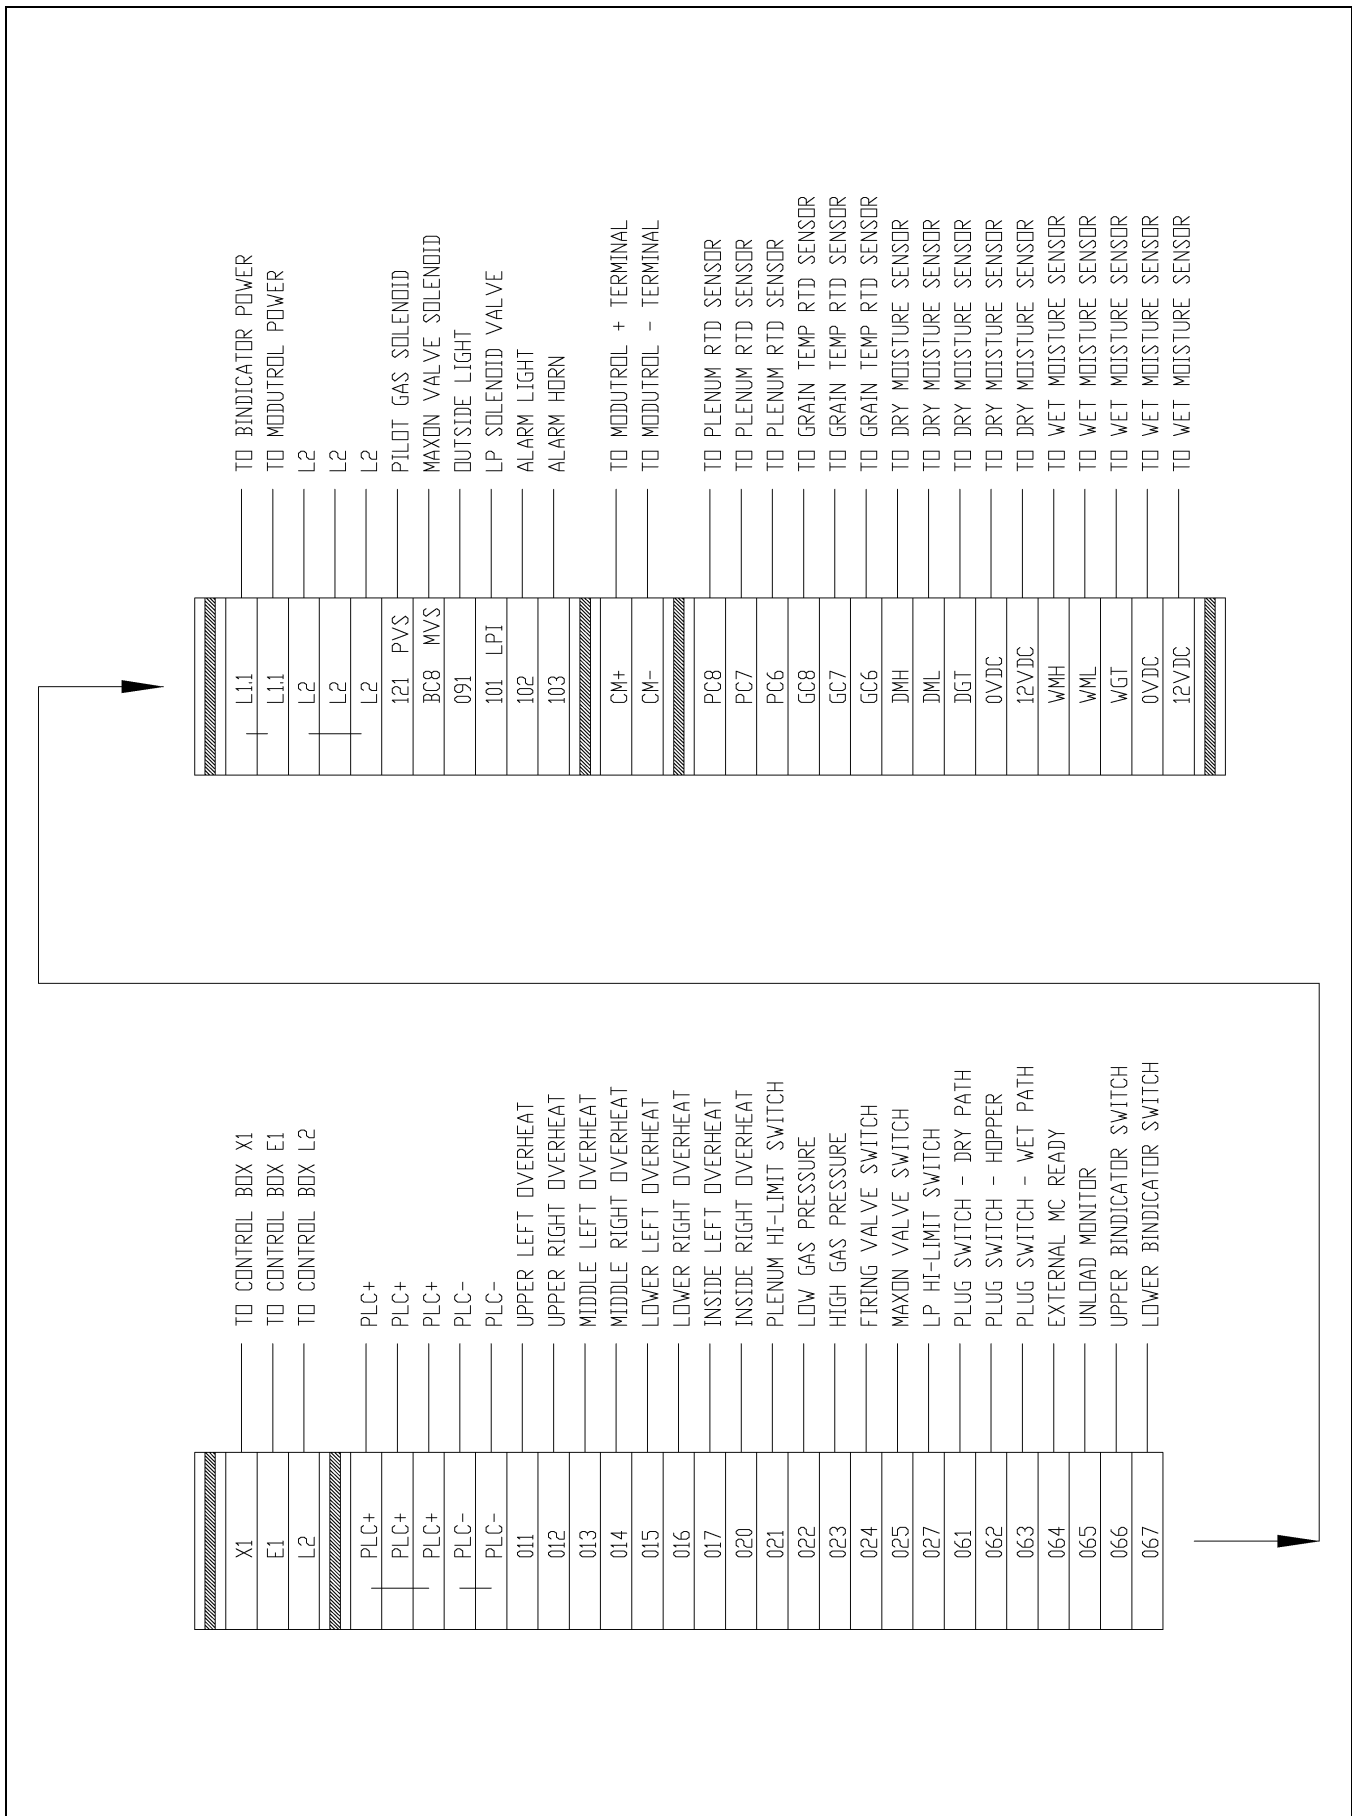 X1 TO CONTROL BOX X1
E1 TO CONTROL BOX E1
L2 TO CONTROL BOX L2
PLC+ PLC+
PLC+ PLC+
PLC+ PLC+
PLC- PLC-
PLC- PLC-
011 UPPER LEFT OVERHEAT
012 UPPER RIGHT OVERHEAT
013 MIDDLE LEFT OVERHEAT
014 MIDDLE RIGHT OVERHEAT
015 LOWER LEFT OVERHEAT
016 LOWER RIGHT OVERHEAT
017 INSIDE LEFT OVERHEAT
020 INSIDE RIGHT OVERHEAT
021 PLENUM HI-LIMIT SWITCH
022 LOW GAS PRESSURE
023 HIGH GAS PRESSURE
024 FIRING VALVE SWITCH
025 MAXON VALVE SWITCH
027 LP HI-LIMIT SWITCH
061 PLUG SWITCH - DRY PATH
062 PLUG SWITCH - HOPPER
063 PLUG SWITCH - WET PATH
064 EXTERNAL MC READY
065 UNLOAD MONITOR
066 UPPER BINDICATOR SWITCH
067 LOWER BINDICATOR SWITCH
L1.1 TO BINDICATOR POWER
L1.1 TO MODUTROL POWER
L2 L2
L2 L2
L2 L2
121 PVS PILOT GAS SOLENOID
BC8 MVS MAXON VALVE SOLENOID
091 OUTSIDE LIGHT
101 LPI LP SOLENOID VALVE
102 ALARM LIGHT
103 ALARM HORN
CM+ TO MODUTROL + TERMINAL
CM- TO MODUTROL - TERMINAL
PC8 TO PLENUM RTD SENSOR
PC7 TO PLENUM RTD SENSOR
PC6 TO PLENUM RTD SENSOR
GC8 TO GRAIN TEMP RTD SENSOR
GC7 TO GRAIN TEMP RTD SENSOR
GC6 TO GRAIN TEMP RTD SENSOR
DMH TO DRY MOISTURE SENSOR
DML TO DRY MOISTURE SENSOR
DGT TO DRY MOISTURE SENSOR
0VDC TO DRY MOISTURE SENSOR
12VDC TO DRY MOISTURE SENSOR
WMH TO WET MOISTURE SENSOR
WML TO WET MOISTURE SENSOR
WGT TO WET MOISTURE SENSOR
0VDC TO WET MOISTURE SENSOR
12VDC TO WET MOISTURE SENSOR